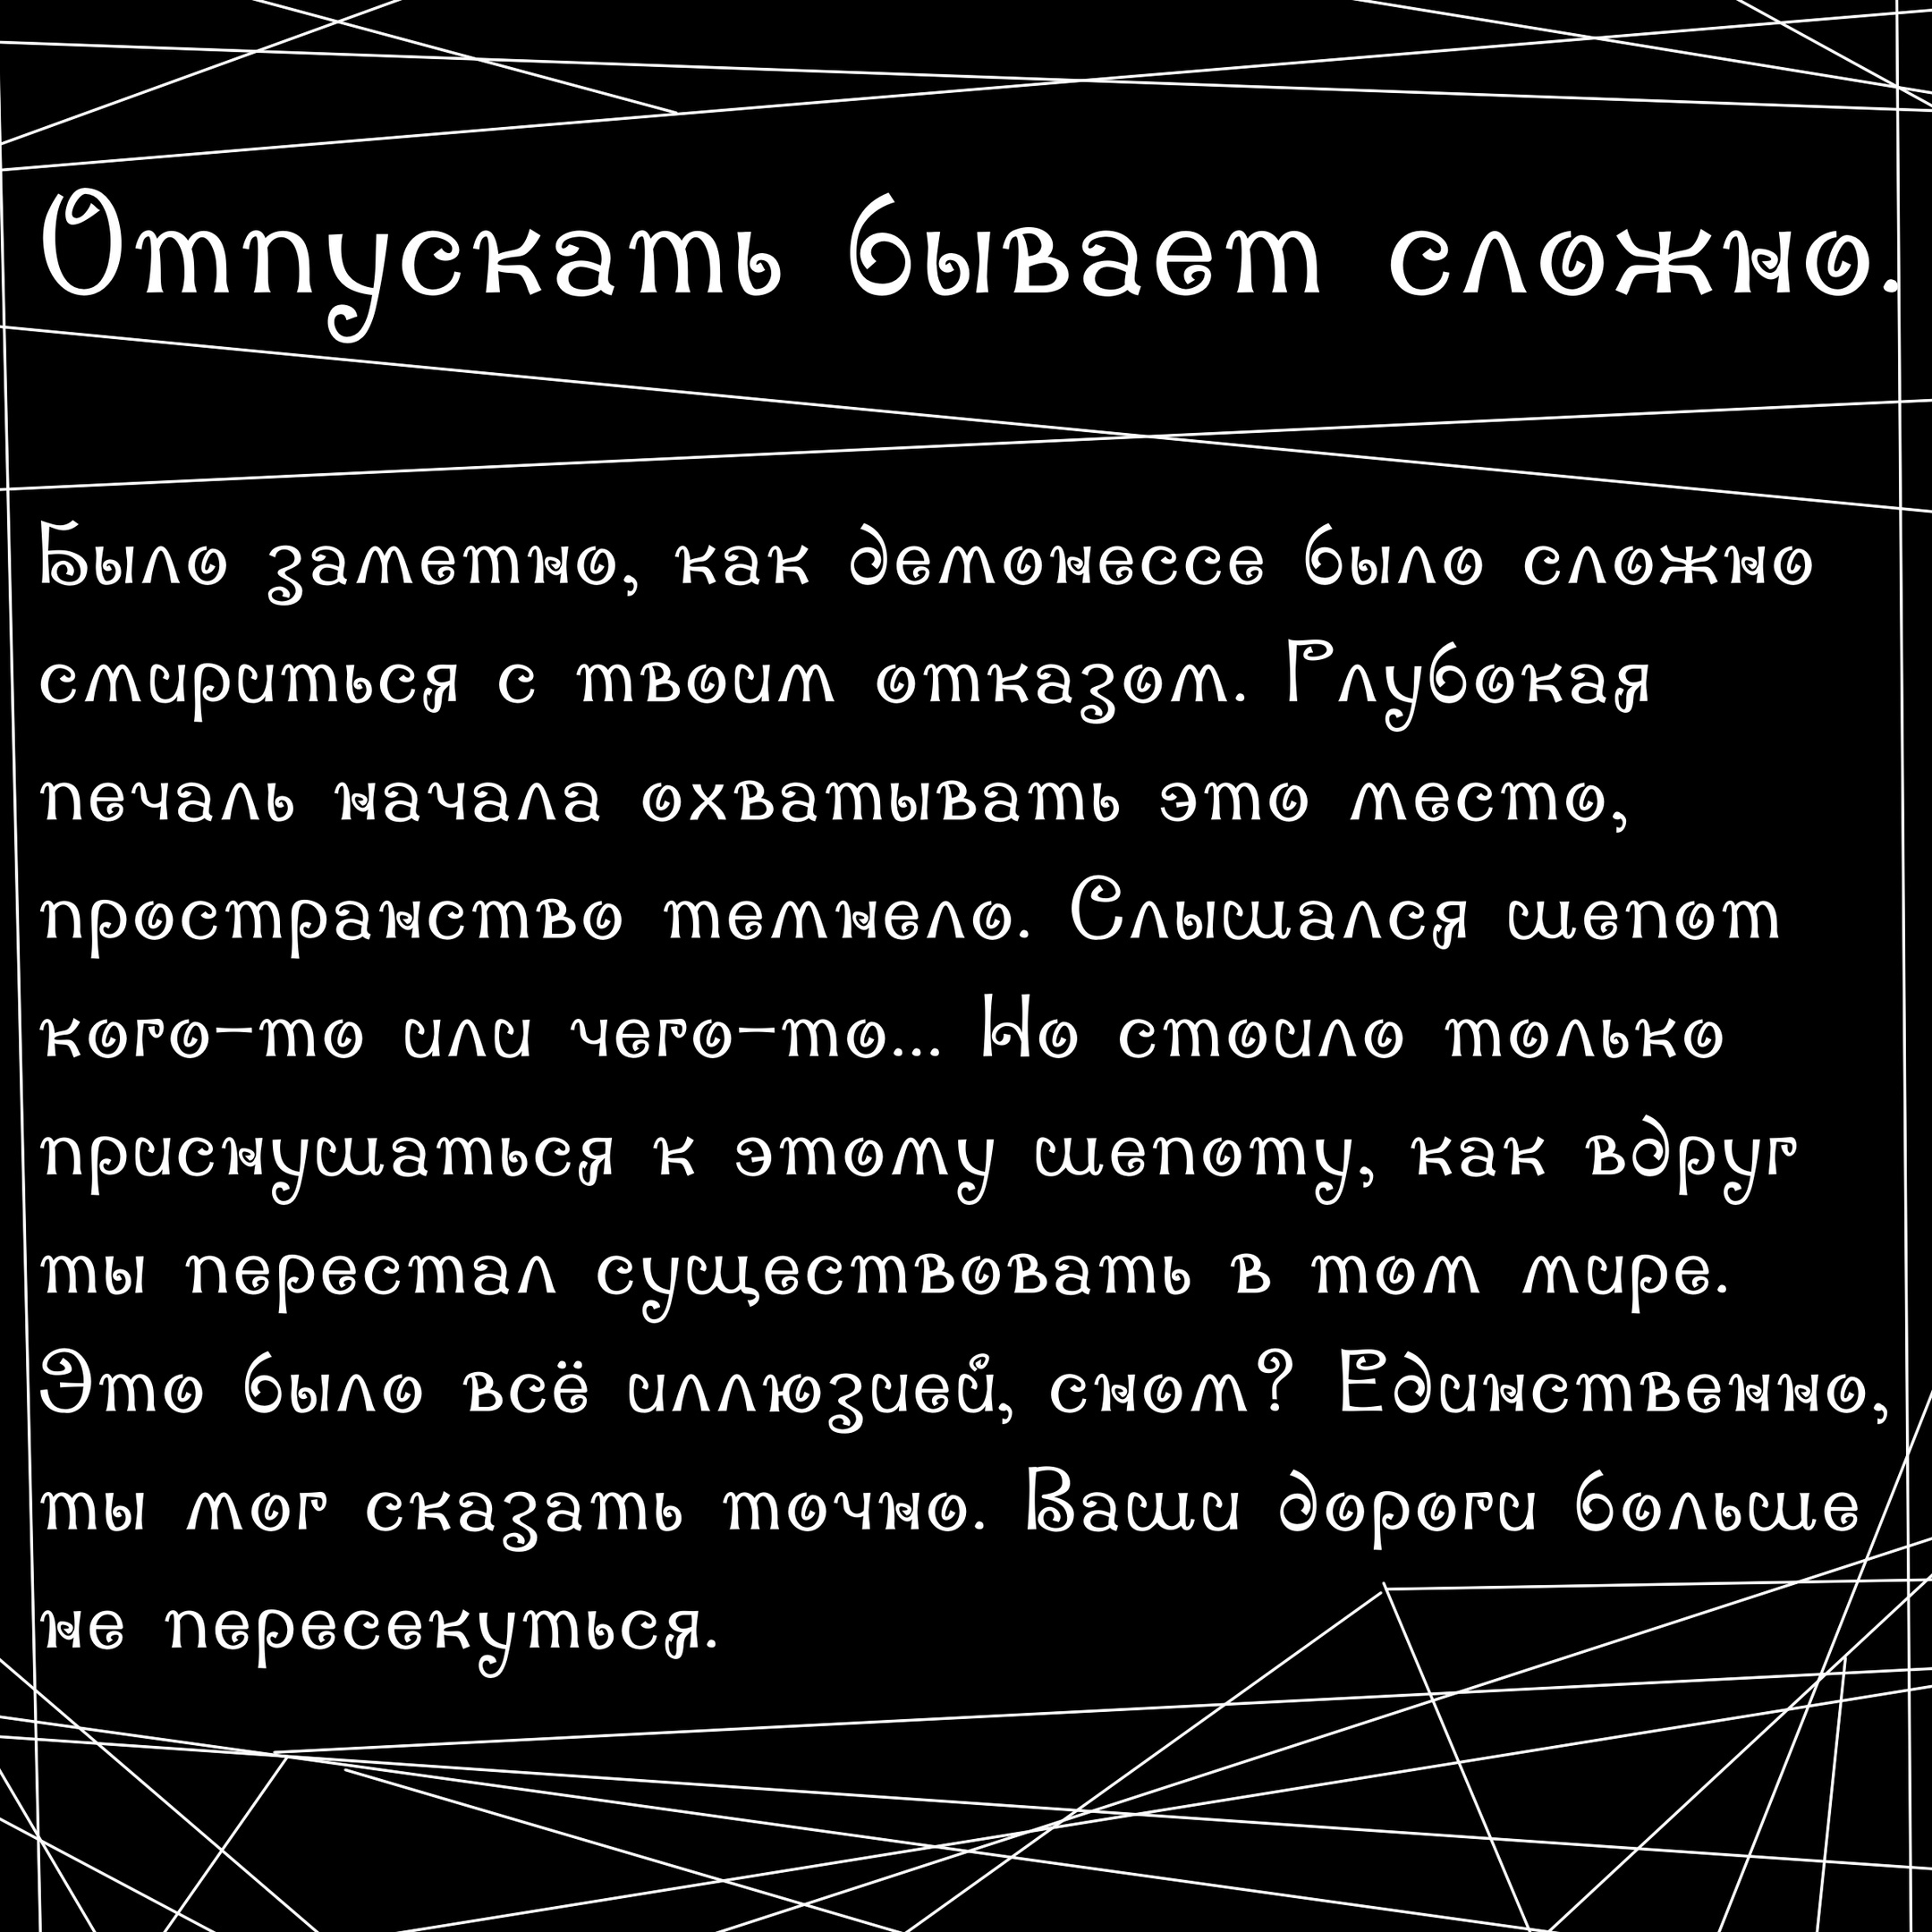 Отпускать бывает сложно.
Было заметно, как демонессе было сложно
смириться с твоим отказом. Глубокая
печаль начала охватывать это место,
пространство темнело. Слышался шепот
кого-то или чего-то... Но стоило только
приснушаться к этому шепоту, как вдруг
ты перестал существовать в том мире.
Это было всё иллюзией, сном? Единственно,
ты мог сказать точно. Ваши дороги больше
не пересекуться.